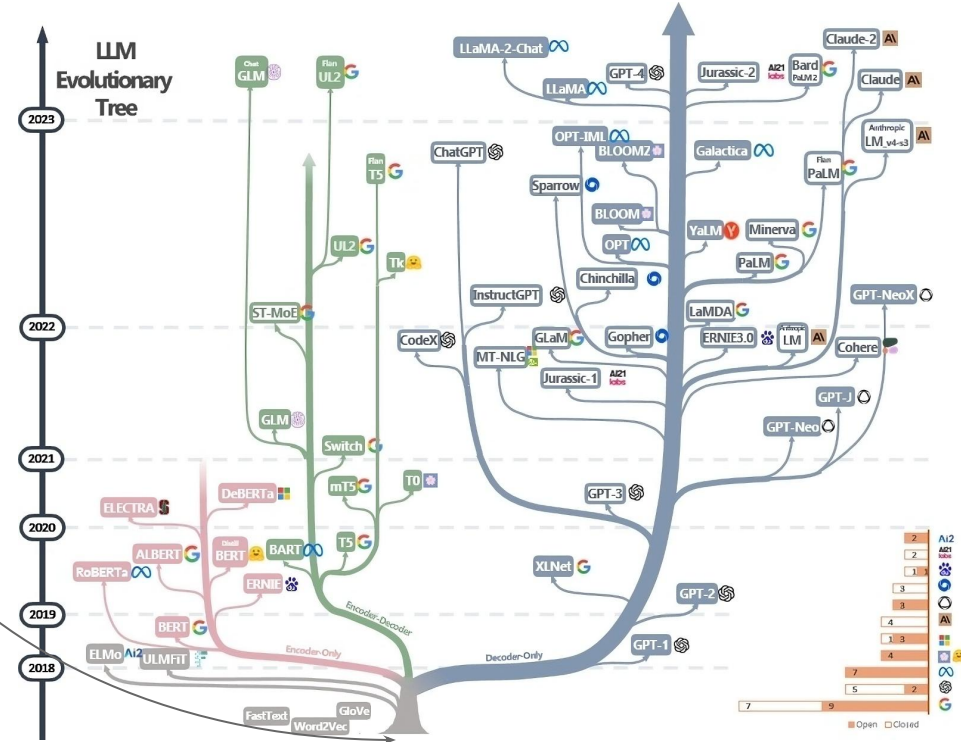 LLM
Evolutionary
Tree
2023
2022
2021
2020
2019
2018
Chat
GLM
Flan
UL2
Flan
T5
UL2
Tk
ST-MoE
GLM
Switch
mT5
T0
BART
T5
Encoder-Decoder
DeBERTa
ELECTRA
ALBERT
Distill
BERT
RoBERTa
ERNIE
BERT
Encoder-Only
ELMo
Ai2
ULMFiT
FastText
Word2Vec
GloVe
Decoder-Only
LLaMA-2-Chat
GPT-4
LLaMA
Jurassic-2
AI21
labs
Bard
PaLM2
Claude-2
A\
Claude
A\
Anthropic
LM_v4-s3
A\
OPT-IML
BLOOMZ
ChatGPT
Galactica
Flan
PaLM
Sparrow
BLOOM
YaLM
Y
Minerva
OPT
PaLM
Chinchilla
InstructGPT
GPT-NeoX
LaMDA
CodeX
GLaM
Gopher
ERNIE3.0
Anthropic
LM
A\
Cohere
MT-NLG
Jurassic-1
AI21
labs
GPT-J
GPT-Neo
GPT-3
XLNet
GPT-2
GPT-1
2 Ai2
2 AI21 labs
1 1
3
3
4 A\
1 3
4
7
5 2
7 9
Open Closed